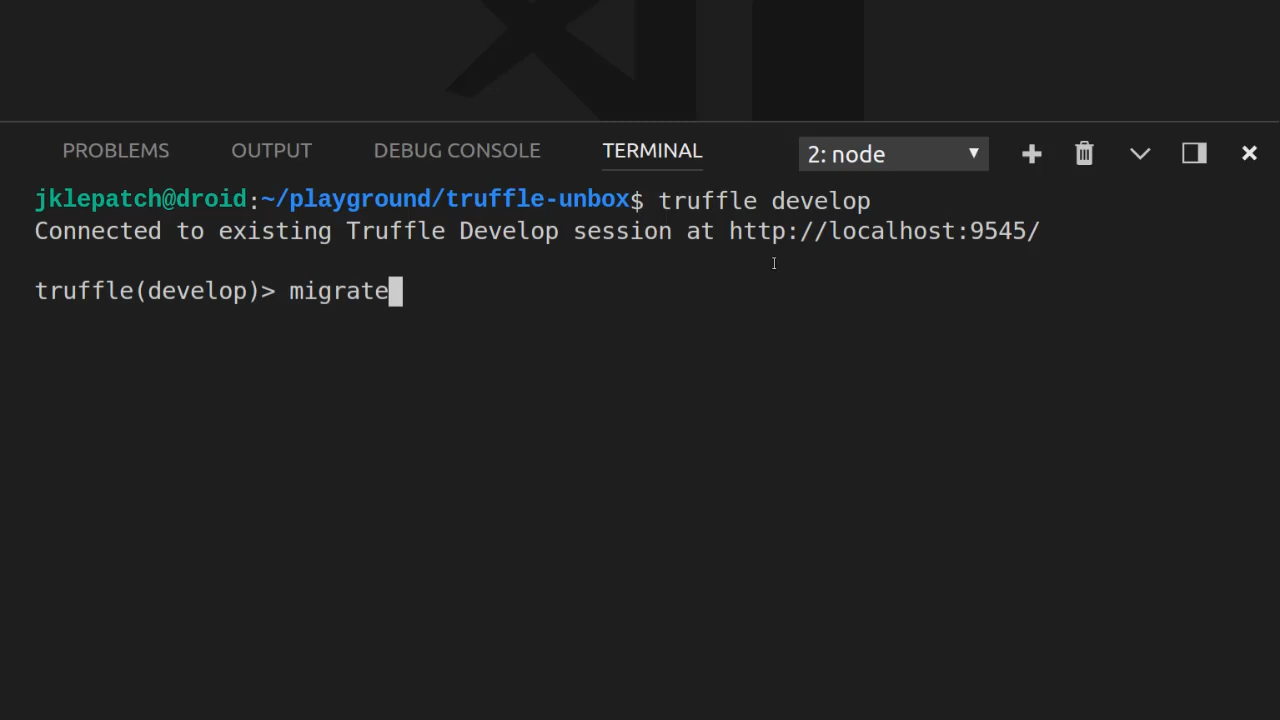 PROBLEMS OUTPUT DEBUG CONSOLE TERMINAL 2: node
jklepatch@droid:~/playground/truffle-unbox$ truffle develop
Connected to existing Truffle Develop session at http://localhost:9545/
truffle(develop)> migrate